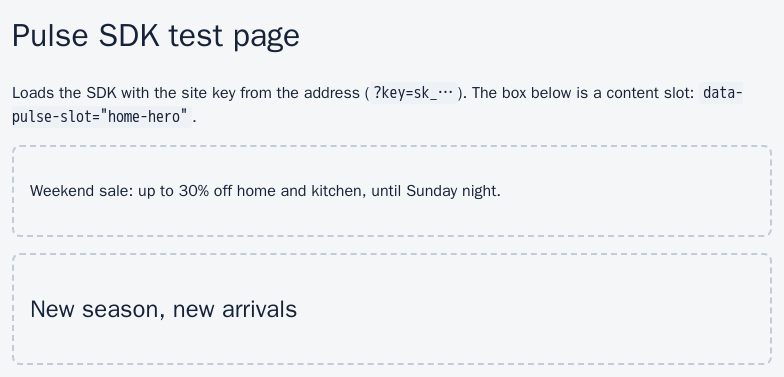 Pulse SDK test page
Loads the SDK with the site key from the address (?key=sk_···). The box below is a content slot: data-
pulse-slot="home-hero".
Weekend sale: up to 30% off home and kitchen, until Sunday night.
New season, new arrivals